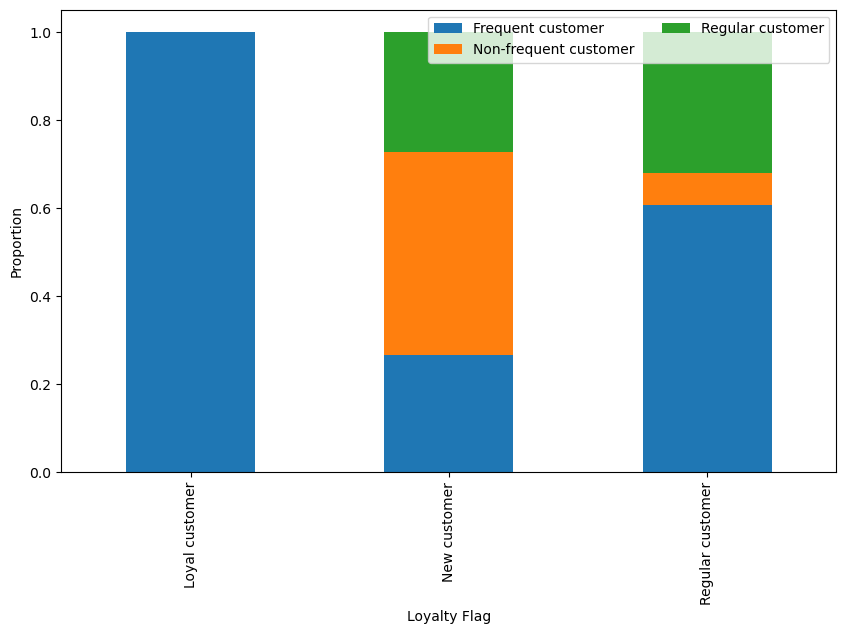 Frequent customer
Non-frequent customer
Regular customer
1.0
0.8
0.6
0.4
0.2
0.0
Proportion
Loyal customer
New customer
Regular customer
Loyalty Flag